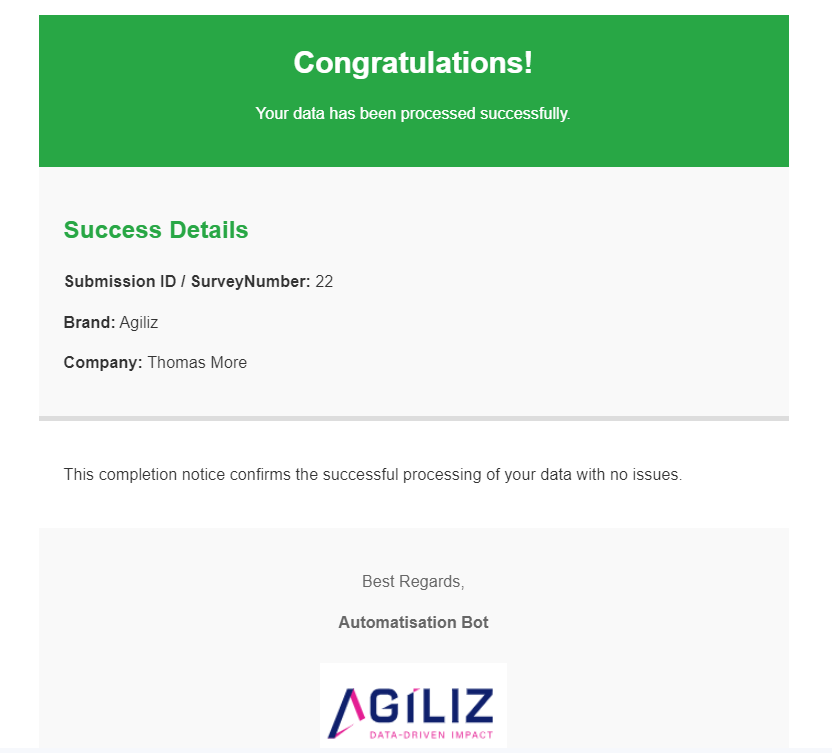 Congratulations!
Your data has been processed successfully.
Success Details
Submission ID / SurveyNumber: 22
Brand: Agiliz
Company: Thomas More
This completion notice confirms the successful processing of your data with no issues.
Best Regards,
Automatisation Bot
AGILIZ
DATA-DRIVEN IMPACT